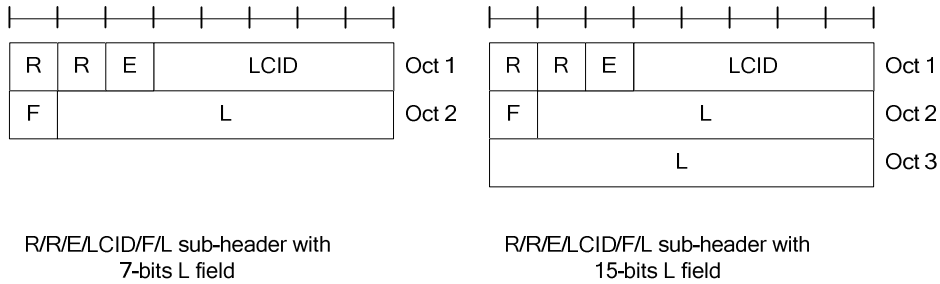 R R E LCID Oct 1
F L Oct 2
R/R/E/LCID/F/L sub-header with
7-bits L field
R R E LCID Oct 1
F L Oct 2
L Oct 3
R/R/E/LCID/F/L sub-header with
15-bits L field